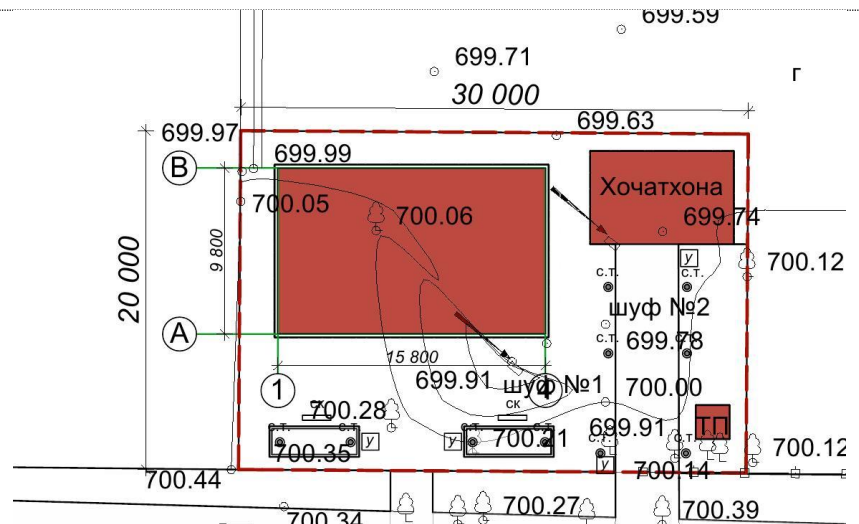 699.59
699.71
г
30 000
699.97
699.63
В
699.99
Хочатхона
700.05
700.06
699.74
9 800
20 000
у
с.т.
с.т.
700.12
шуф №2
А
с.т.
699.78
с.т.
15 800
1
699.91
шуф №1
4
700.00
ск
700.28
ск
с.т.
с.т.
с.т.
с.т.
699.91
ТП
700.35
у
у
700.21
с.т.
с.т.
700.12
700.44
у
700.14
700.34
700.27
700.39